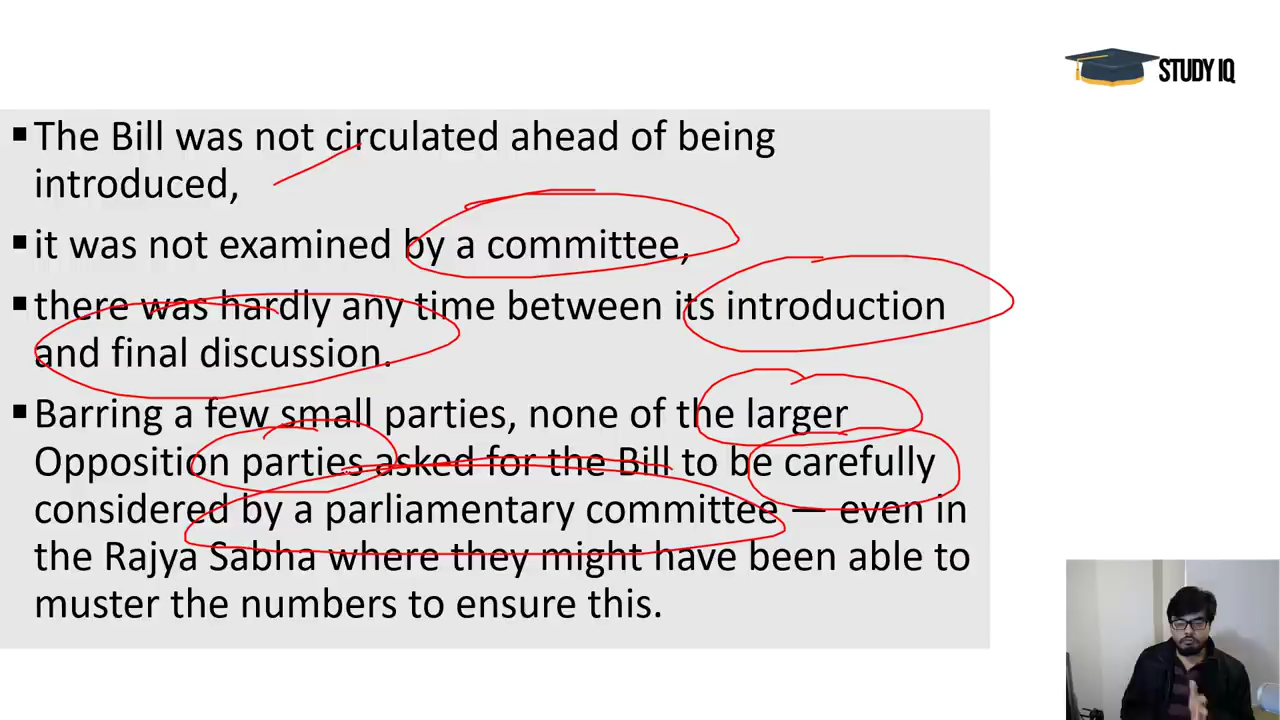 STUDY IQ
▪The Bill was not circulated ahead of being
introduced,
▪it was not examined by a committee,
▪there was hardly any time between its introduction
and final discussion.
▪Barring a few small parties, none of the larger
Opposition parties asked for the Bill to be carefully
considered by a parliamentary committee — even in
the Rajya Sabha where they might have been able to
muster the numbers to ensure this.